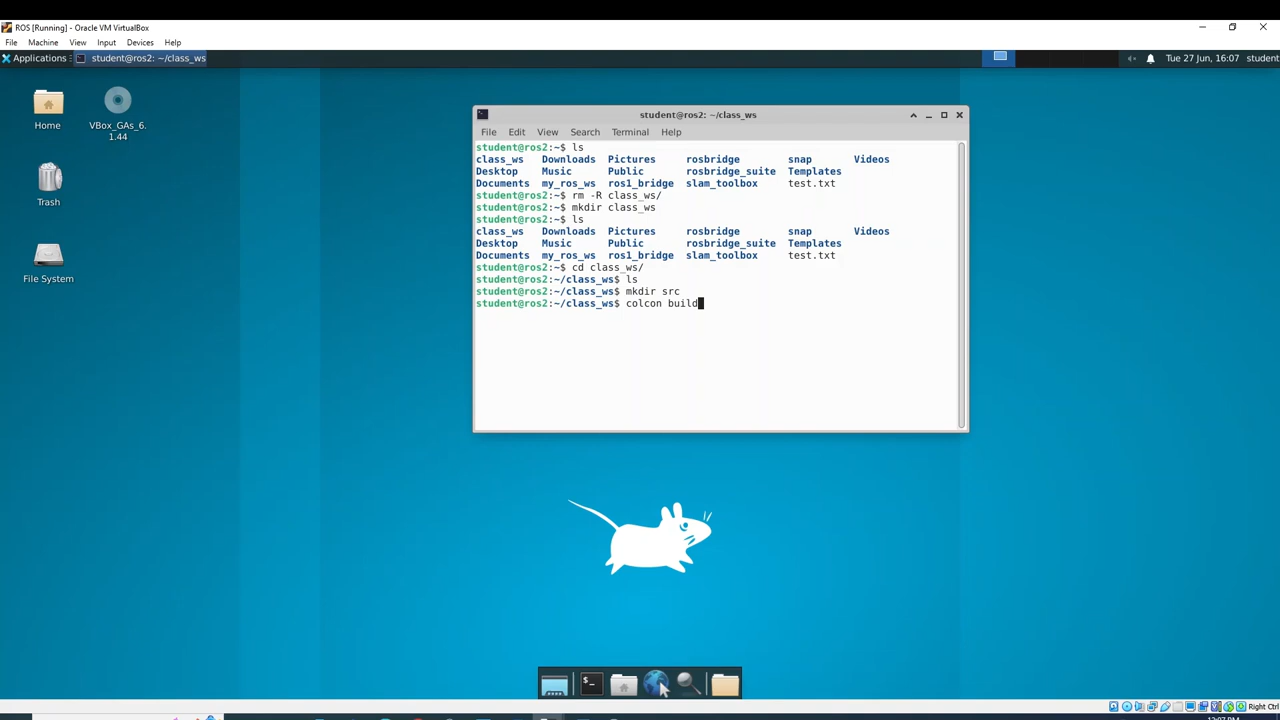 ROS [Running] - Oracle VM VirtualBox
File Machine View Input Devices Help
Applications student@ros2: ~/class_ws Tue 27 Jun, 16:07 student
Home
VBox_GAs_6.
1.44
Trash
File System
student@ros2: ~/class_ws
File Edit View Search Terminal Help
student@ros2:~$ ls
class_ws Downloads Pictures rosbridge snap Videos
Desktop Music Public rosbridge_suite Templates
Documents my_ros_ws ros1_bridge slam_toolbox test.txt
student@ros2:~$ rm -R class_ws/
student@ros2:~$ mkdir class_ws
student@ros2:~$ ls
class_ws Downloads Pictures rosbridge snap Videos
Desktop Music Public rosbridge_suite Templates
Documents my_ros_ws ros1_bridge slam_toolbox test.txt
student@ros2:~$ cd class_ws/
student@ros2:~/class_ws$ ls
student@ros2:~/class_ws$ mkdir src
student@ros2:~/class_ws$ colcon build
$-
Right Ctrl